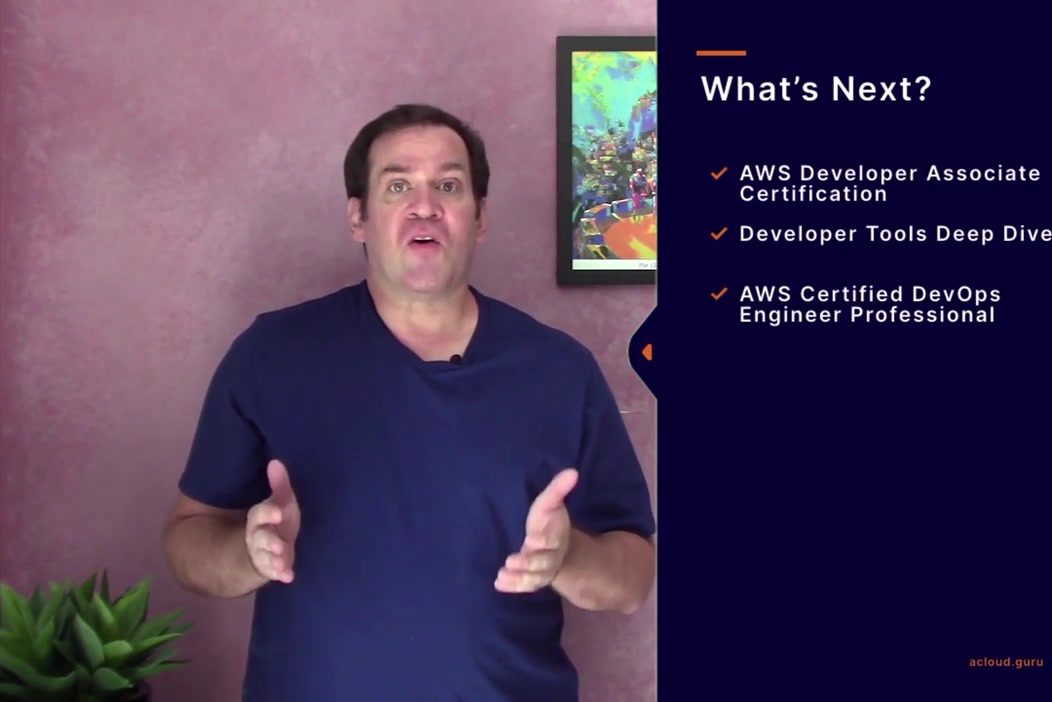 What's Next?
AWS Developer Associate
Certification
Developer Tools Deep Dive
AWS Certified DevOps
Engineer Professional
acloud.guru